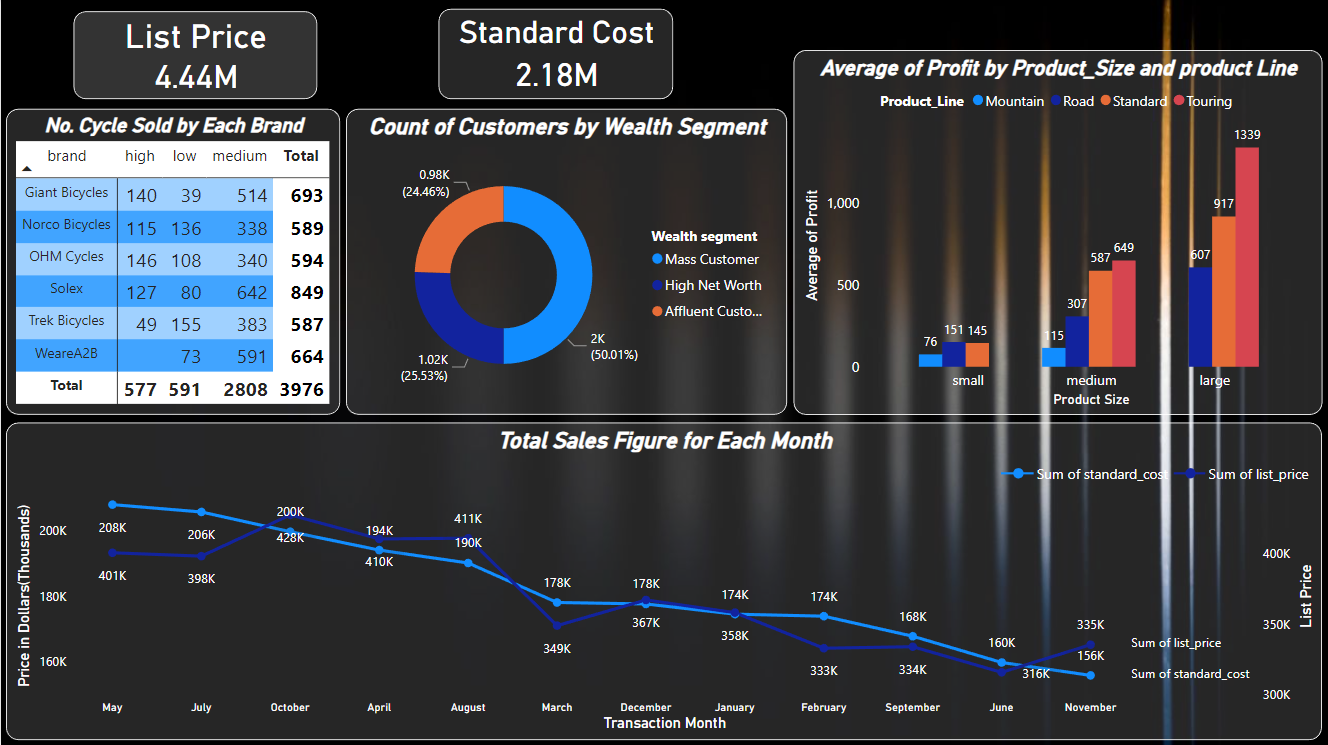 List Price
4.44M
Standard Cost
2.18M
No. Cycle Sold by Each Brand
brand high low medium Total
Giant Bicycles 140 39 514 693
Norco Bicycles 115 136 338 589
OHM Cycles 146 108 340 594
Solex 127 80 642 849
Trek Bicycles 49 155 383 587
WeareA2B 73 591 664
Total 577 591 2808 3976
Count of Customers by Wealth Segment
0.98K
(24.46%)
1.02K
(25.53%)
2K
(50.01%)
Wealth segment
Mass Customer
High Net Worth
Affluent Custo...
Average of Profit by Product_Size and product Line
Product_Line Mountain Road Standard Touring
Average of Profit
1,000
500
0
76 151 145
115 307 587 649
607 917 1339
small medium large
Product Size
Total Sales Figure for Each Month
Sum of standard_cost Sum of list_price
Price in Dollars(Thousands)
200K
180K
160K
208K 206K 200K 194K 190K 178K 178K 174K 174K 168K 160K 156K
401K 398K 428K 410K 411K 349K 367K 358K 333K 334K 316K 335K
Sum of list_price
Sum of standard_cost
400K
350K
300K
List Price
May July October April August March December January February September June November
Transaction Month